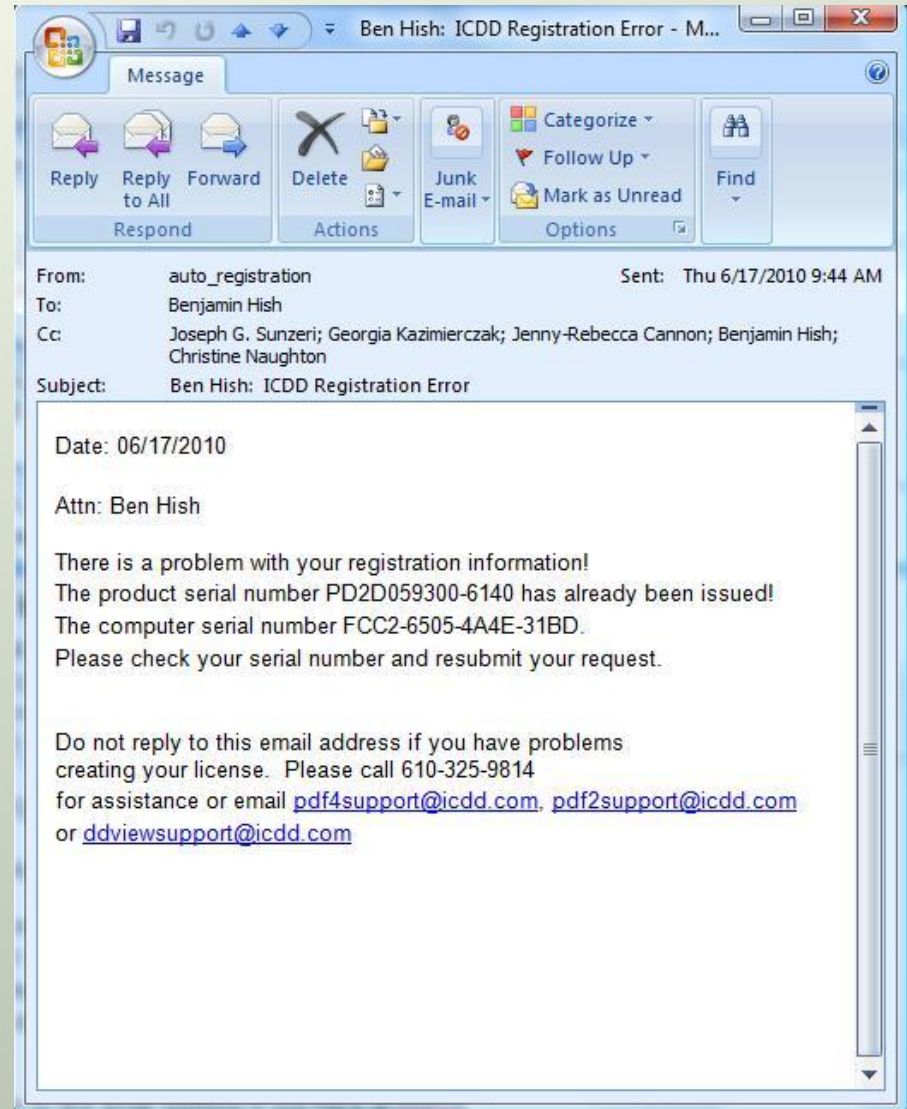 Ben Hish: ICDD Registration Error - M...
Message
Reply
Reply to All
Forward
Delete
Junk E-mail
Categorize
Follow Up
Mark as Unread
Find
Respond
Actions
Options
From: auto_registration Sent: Thu 6/17/2010 9:44 AM
To: Benjamin Hish
Cc: Joseph G. Sunzeri; Georgia Kazimierczak; Jenny-Rebecca Cannon; Benjamin Hish;
Christine Naughton
Subject: Ben Hish: ICDD Registration Error
Date: 06/17/2010
Attn: Ben Hish
There is a problem with your registration information!
The product serial number PD2D059300-6140 has already been issued!
The computer serial number FCC2-6505-4A4E-31BD.
Please check your serial number and resubmit your request.
Do not reply to this email address if you have problems
creating your license. Please call 610-325-9814
for assistance or email pdf4support@icdd.com, pdf2support@icdd.com
or ddviewsupport@icdd.com